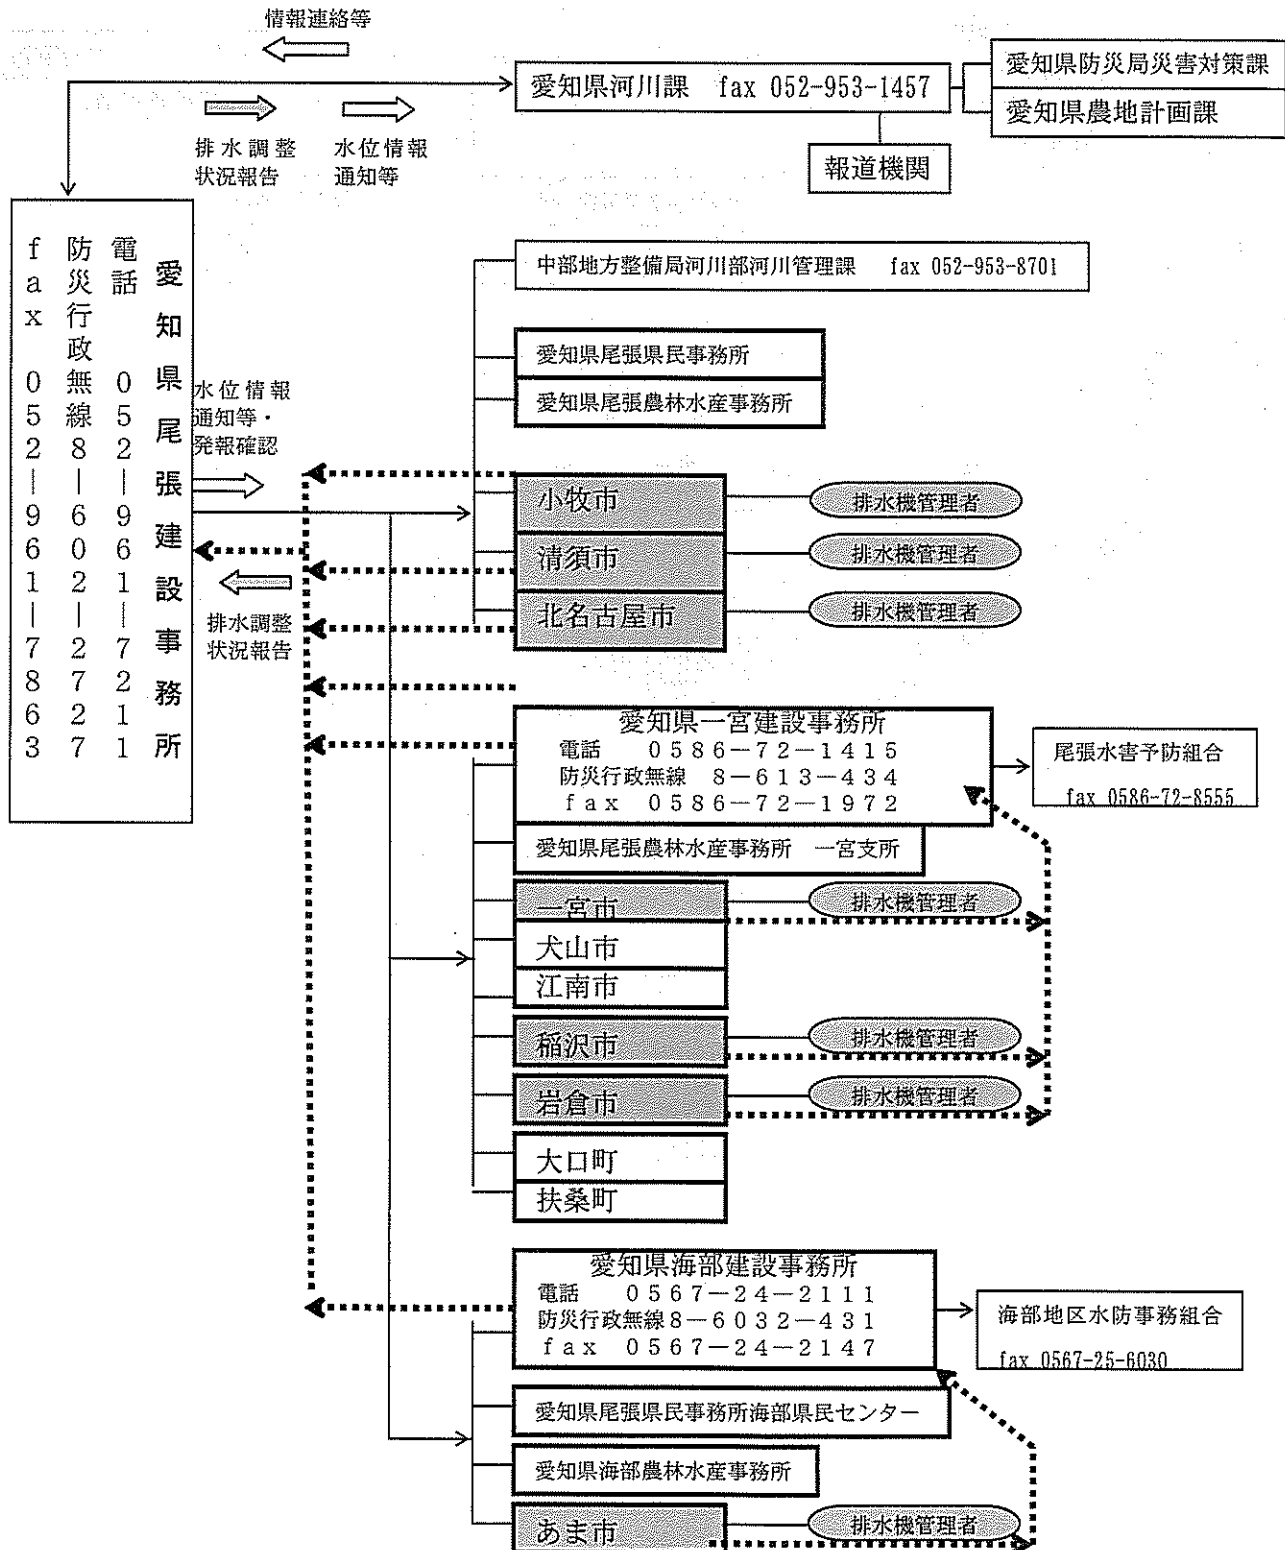 情報連絡等
愛知県河川課 fax 052-953-1457
愛知県防災局災害対策課
愛知県農地計画課
報道機関
排水調整
状況報告
水位情報
通知等
愛知県尾張建設事務所
電話 052-961-7211
防災行政無線8-602-2727
fax 052-961-7863
中部地方整備局河川部河川管理課 fax 052-953-8701
愛知県尾張県民事務所
愛知県尾張農林水産事務所
水位情報
通知等・
発報確認
排水調整
状況報告
小牧市
排水機管理者
清須市
排水機管理者
北名古屋市
排水機管理者
愛知県一宮建設事務所
電話 0586-72-1415
防災行政無線 8-613-434
fax 0586-72-1972
尾張水害予防組合
fax 0586-72-8555
愛知県尾張農林水産事務所 一宮支所
一宮市
排水機管理者
犬山市
江南市
稲沢市
排水機管理者
岩倉市
排水機管理者
大口町
扶桑町
愛知県海部建設事務所
電話 0567-24-2111
防災行政無線8-6032-431
fax 0567-24-2147
海部地区水防事務組合
fax 0567-25-6030
愛知県尾張県民事務所海部県民センター
愛知県海部農林水産事務所
あま市
排水機管理者